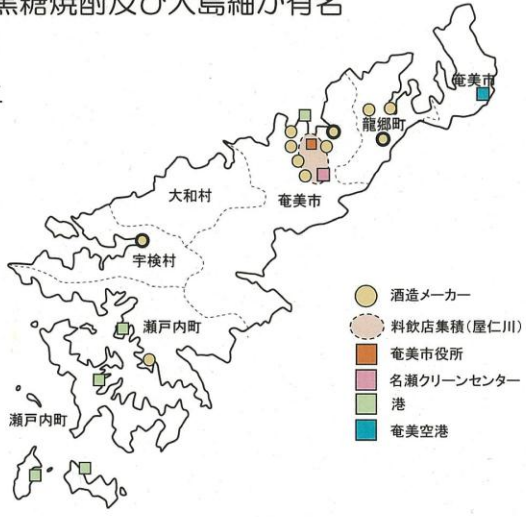 黒糖焼酎及び大島紬が有名
奄美市
龍郷町
大和村
奄美市
宇検村
瀬戸内町
瀬戸内町
酒造メーカー
料飲店集積(屋仁川)
奄美市役所
名瀬クリーンセンター
港
奄美空港